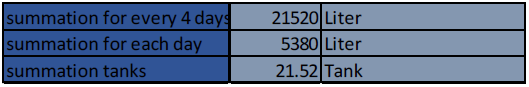 summation for every 4 days 21520 Liter
summation for each day 5380 Liter
summation tanks 21.52 Tank